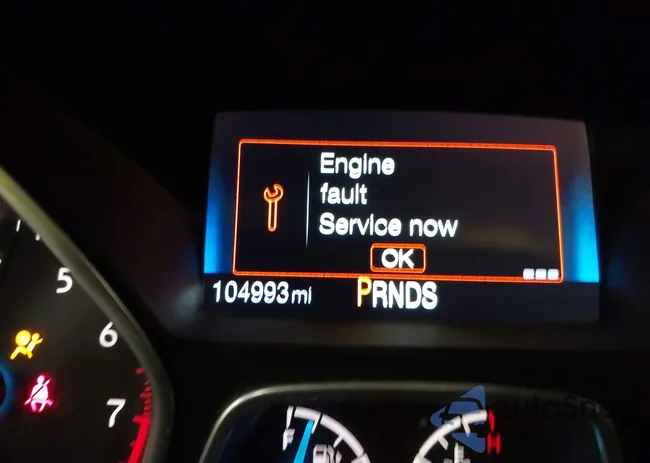 Engine
fault
Service now
OK
104993mi PRNDS
5
6
7
F
H